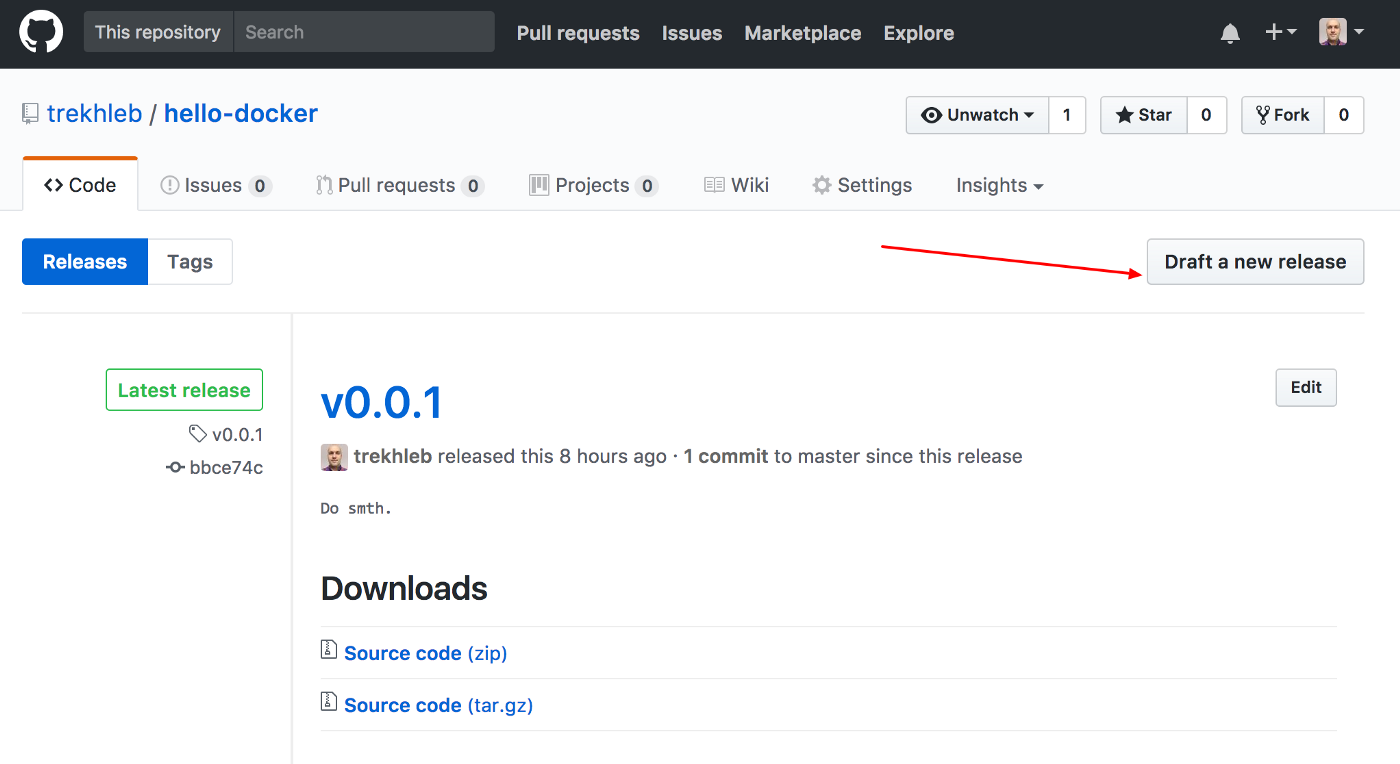 This repository Search Pull requests Issues Marketplace Explore
trekhleb / hello-docker Unwatch 1 Star 0 Fork 0
Code Issues 0 Pull requests 0 Projects 0 Wiki Settings Insights
Releases Tags Draft a new release
Latest release
v0.0.1
bbce74c
v0.0.1 Edit
trekhleb released this 8 hours ago · 1 commit to master since this release
Do smth.
Downloads
Source code (zip)
Source code (tar.gz)